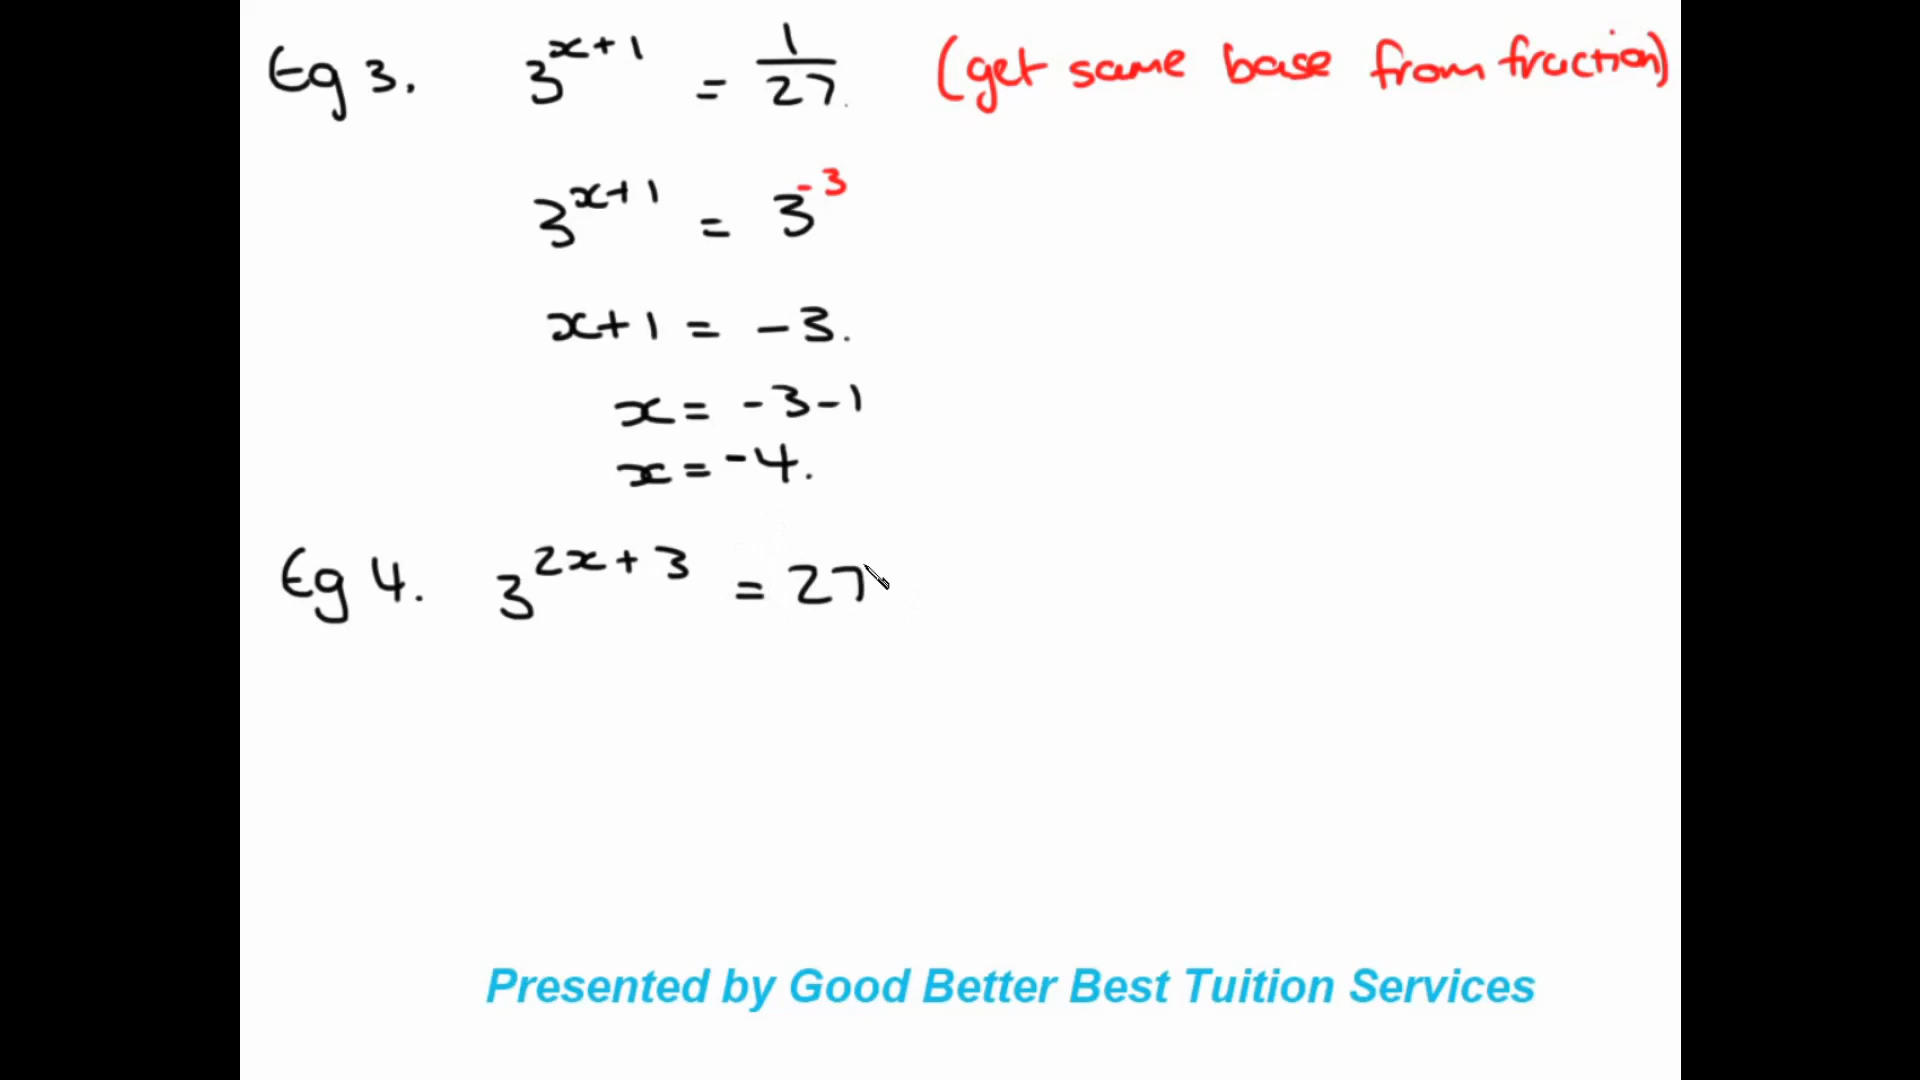 Eg 3. 3^{x+1} = 1/27. (get same base from fraction)
3^{x+1} = 3^{-3}
x+1 = -3.
x = -3-1
x = -4.
Eg 4. 3^{2x+3} = 27
Presented by Good Better Best Tuition Services